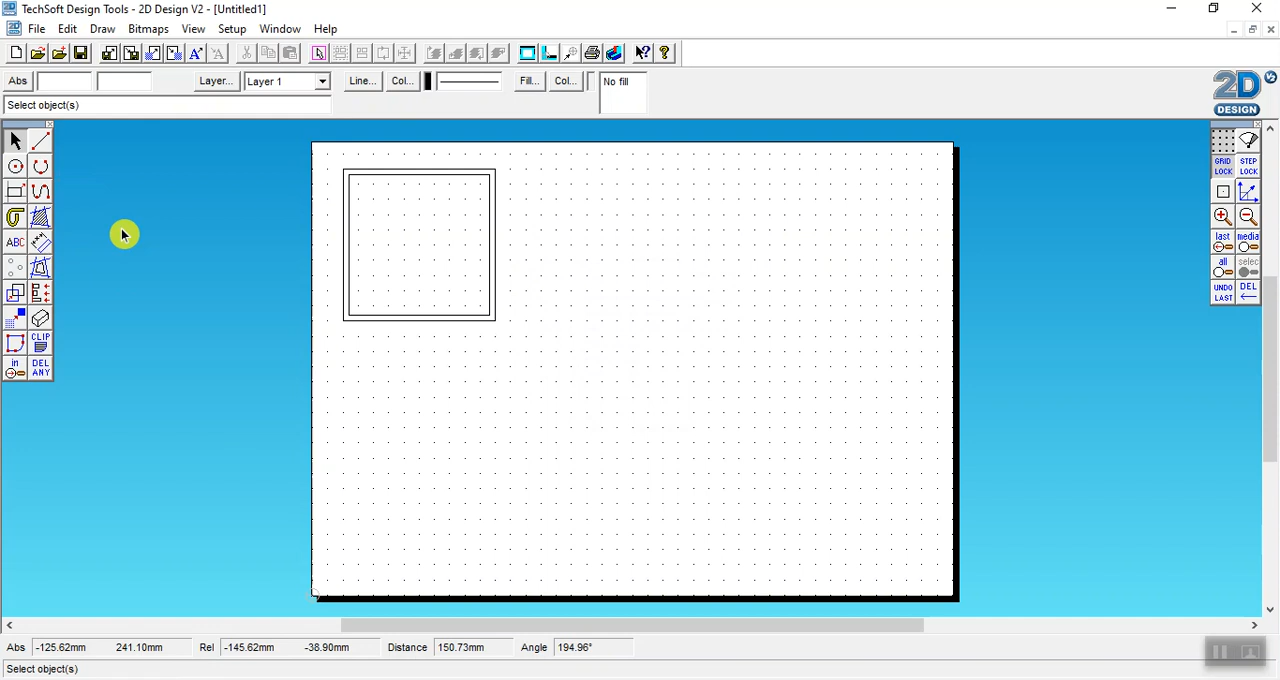 TechSoft Design Tools - 2D Design V2 - [Untitled1]
File Edit Draw Bitmaps View Setup Window Help
Abs Layer... Layer 1 Line... Col... Fill... Col... No fill
Select object(s)
2D V2
DESIGN
GRID LOCK STEP LOCK
ABC
last media
all selec
CLIP
UNDO LAST DEL
in DEL ANY
Abs -125.62mm 241.10mm Rel -145.62mm -38.90mm Distance 150.73mm Angle 194.96°
Select object(s)